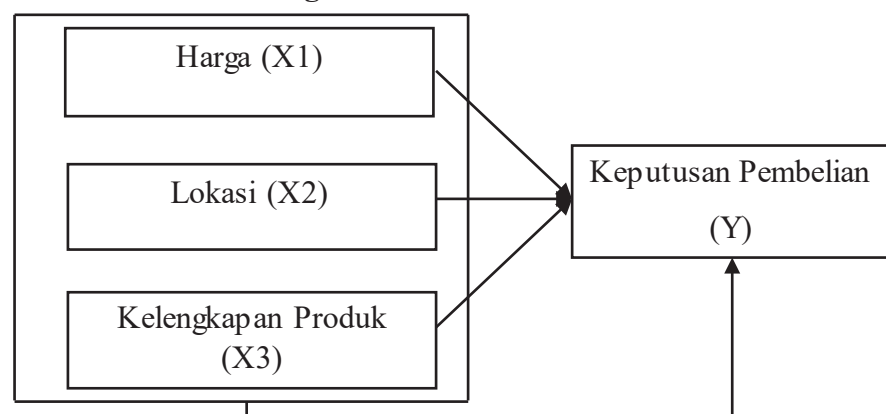 Harga (X1)
Lokasi (X2)
Keputusan Pembelian
(Y)
Kelengkapan Produk
(X3)